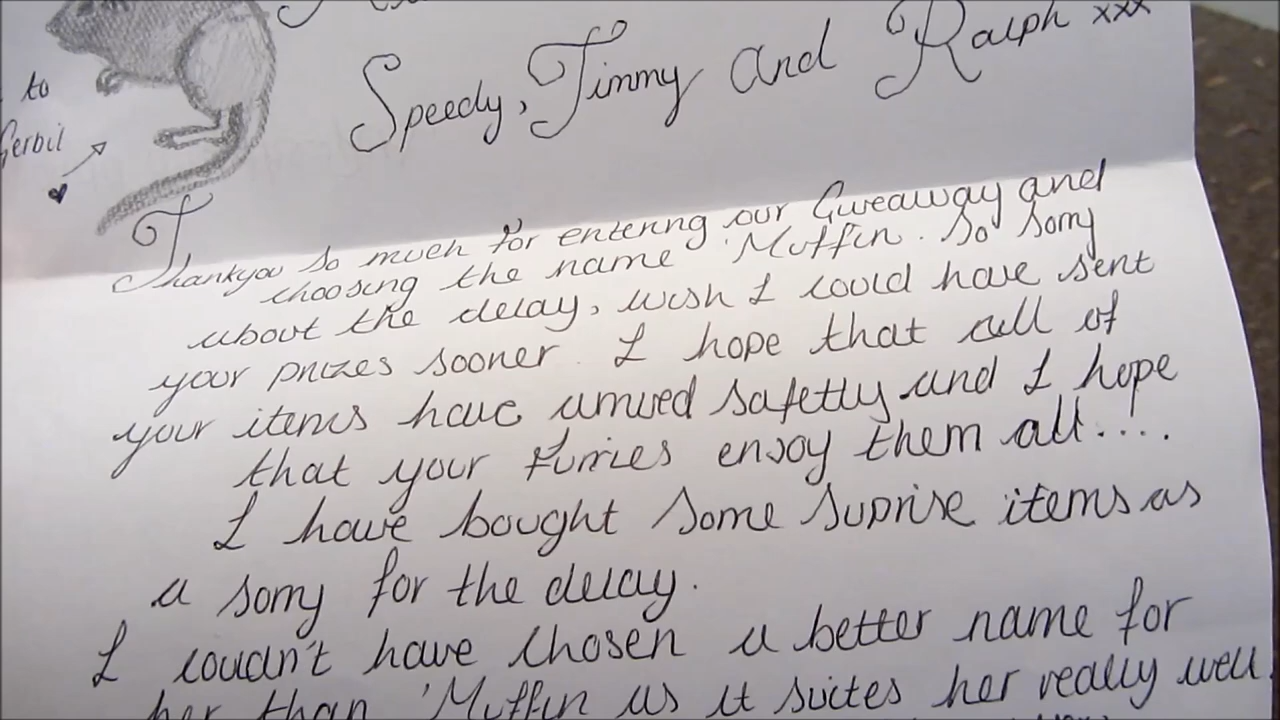 to
Gerbil
Speedy, Timmy and Ralph xxx
Thankyou so much for entering our Giveaway and
choosing the name 'Muffin. So sorry
about the delay, wish I could have sent
your prizes sooner. I hope that all of
your items have arrived safetly and I hope
that your furries enjoy them all....
I have bought some suprise items as
a sorry for the delay.
I couldn't have chosen a better name for
her than 'Muffin as it suites her really well